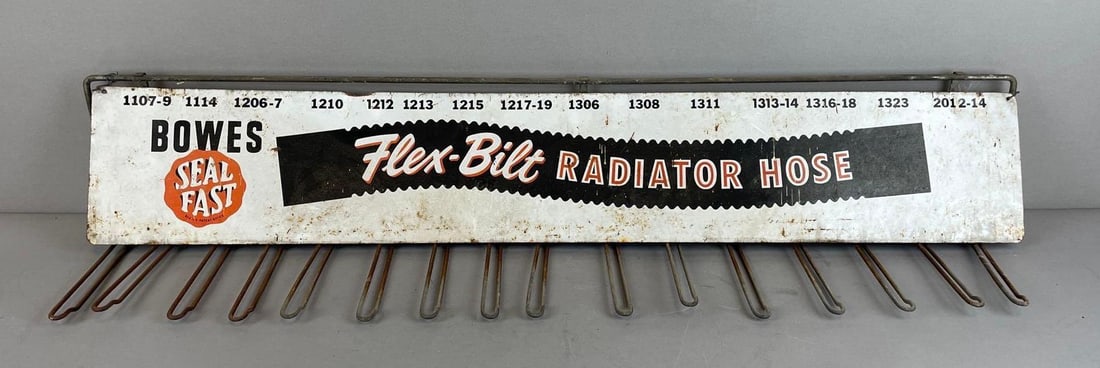 1107-9 1114 1206-7 1210 1212 1213 1215 1217-19 1306 1308 1311 1313-14 1316-18 1323 2012-14
BOWES
SEAL
FAST
Flex-Bilt RADIATOR HOSE